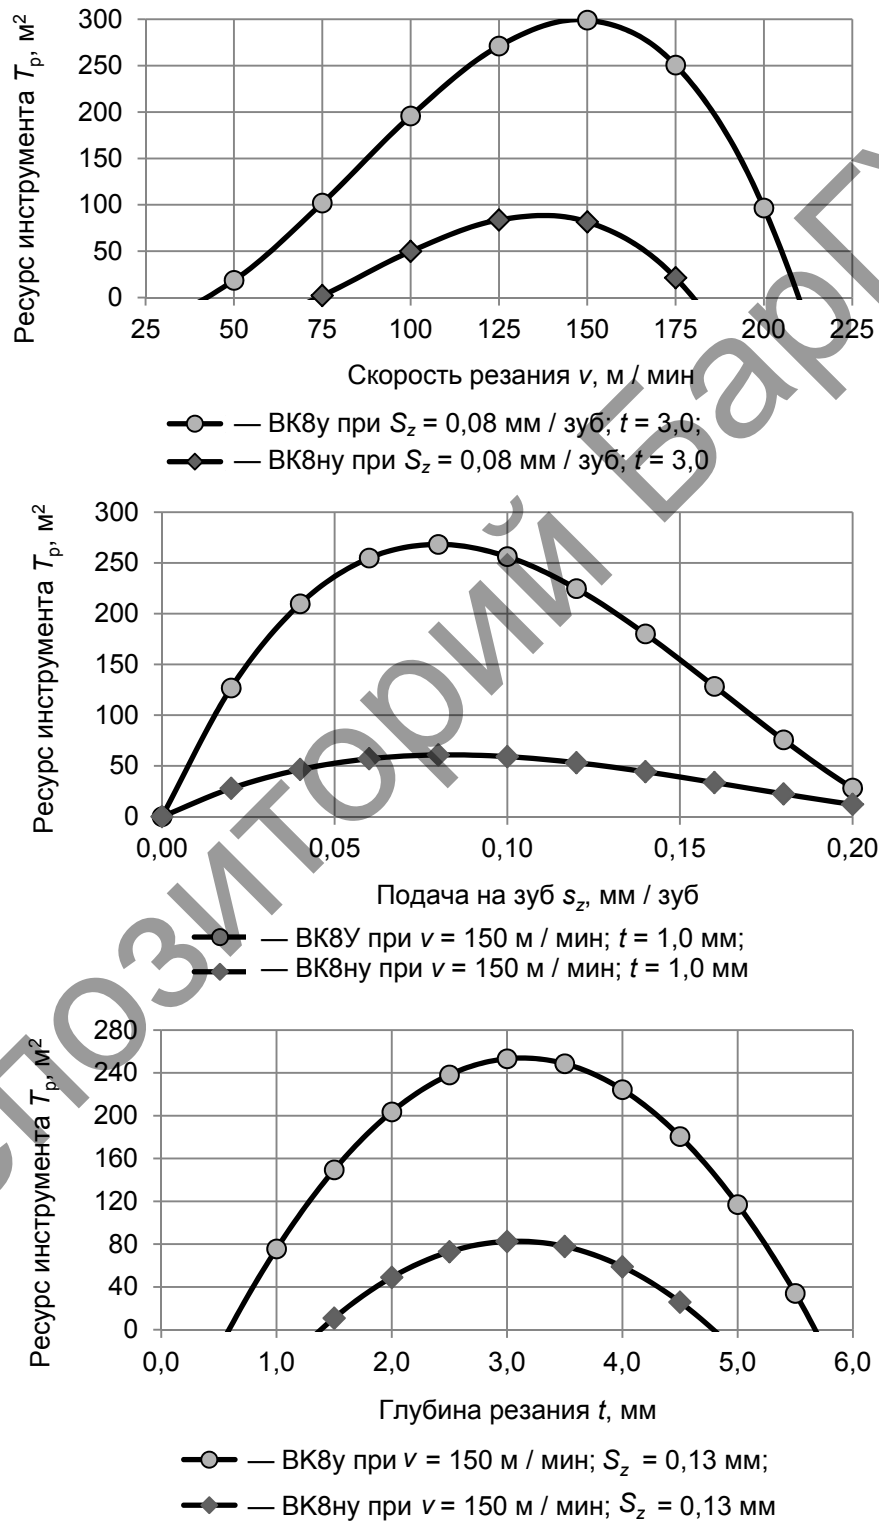 Ресурс инструмента Tр, м²
300
250
200
150
100
50
0
25 50 75 100 125 150 175 200 225
Скорость резания v, м / мин
— ВК8у при Sz = 0,08 мм / зуб; t = 3,0;
— ВК8ну при Sz = 0,08 мм / зуб; t = 3,0
Ресурс инструмента Tр, м²
300
250
200
150
100
50
0
0,00 0,05 0,10 0,15 0,20
Подача на зуб sz, мм / зуб
— ВК8У при v = 150 м / мин; t = 1,0 мм;
— ВК8ну при v = 150 м / мин; t = 1,0 мм
Ресурс инструмента Tр, м²
280
240
200
160
120
80
40
0
0,0 1,0 2,0 3,0 4,0 5,0 6,0
Глубина резания t, мм
— ВК8у при v = 150 м / мин; Sz = 0,13 мм;
— ВК8ну при v = 150 м / мин; Sz = 0,13 мм
позиторий БарГ